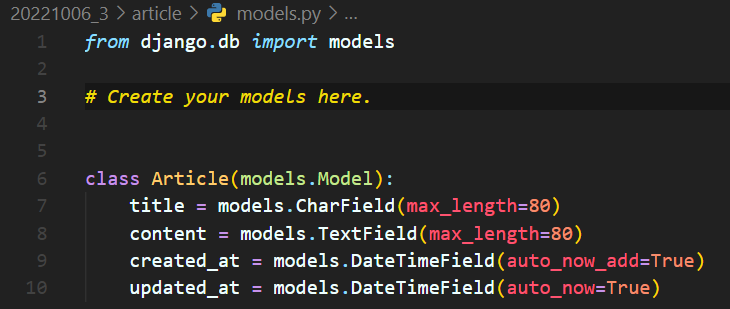 20221006_3 > article > models.py > ...
1 from django.db import models
2
3 # Create your models here.
4
5
6 class Article(models.Model):
7     title = models.CharField(max_length=80)
8     content = models.TextField(max_length=80)
9     created_at = models.DateTimeField(auto_now_add=True)
10     updated_at = models.DateTimeField(auto_now=True)